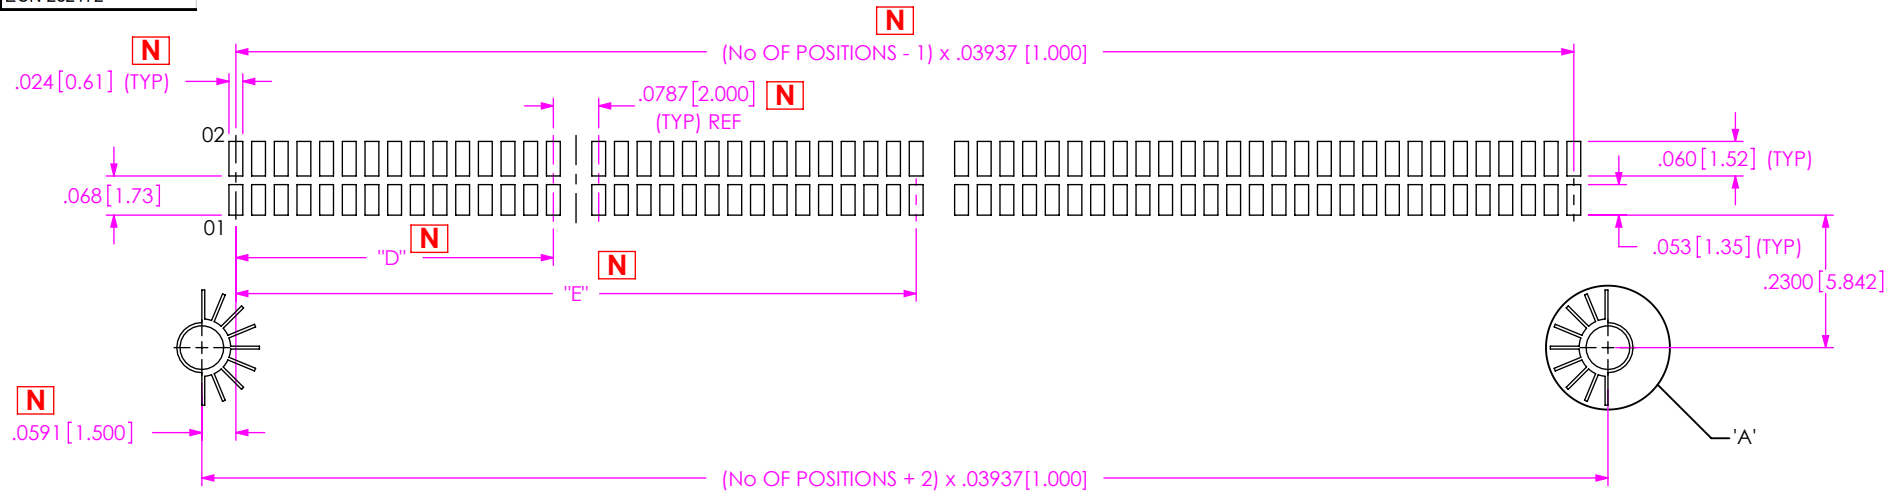 N
(No OF POSITIONS - 1) x .03937 [1.000]
N
.024 [0.61] (TYP)
.0787 [2.000] N
(TYP) REF
02
.060 [1.52] (TYP)
.068 [1.73]
01
N
"D"
.053 [1.35] (TYP)
N
"E"
.2300 [5.842]
N
.0591 [1.500]
'A'
(No OF POSITIONS + 2) x .03937 [1.000]